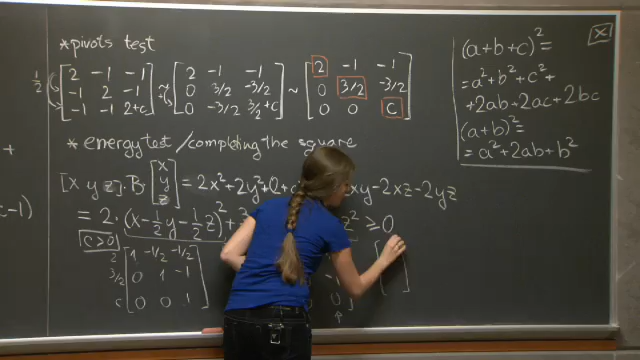 *pivots test
1/2 [2 -1 -1; -1 2 -1; -1 -1 2+c] ~ [2 -1 -1; 0 3/2 -3/2; 0 -3/2 3/2+c] ~ [2 -1 -1; 0 3/2 -3/2; 0 0 c]
*energy test / completing the square
[x y z]·B [x y z] = 2x²+2y²+(2+c xy-2xz-2yz
= 2·(x-½y-½z)²+ z² ≥0
c>0
2 [1 -1/2 -1/2
3/2 0 1 -1
c 0 0 1]
0
↑
+
-1)
x
(a+b+c)²=
=a²+b²+c²+
+2ab+2ac+2bc
(a+b)²=
=a²+2ab+b²